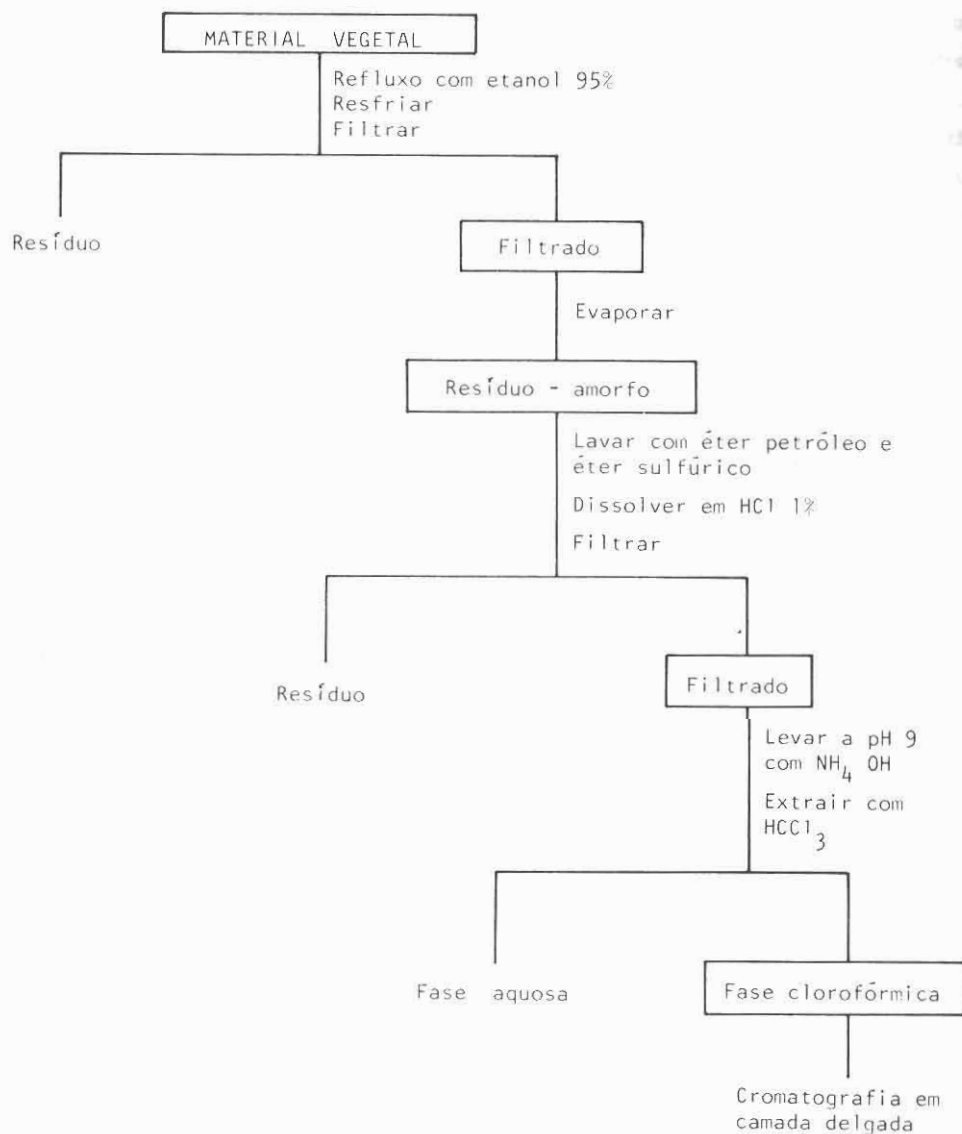 MATERIAL VEGETAL
Refluxo com etanol 95%
Resfriar
Filtrar
Resíduo
Filtrado
Evaporar
Resíduo - amorfo
Lavar com éter petróleo e
éter sulfúrico
Dissolver em HCl 1%
Filtrar
Resíduo
Filtrado
Levar a pH 9
com NH₄ OH
Extrair com
HCCl₃
Fase aquosa
Fase clorofórmica
Cromatografia em
camada delgada